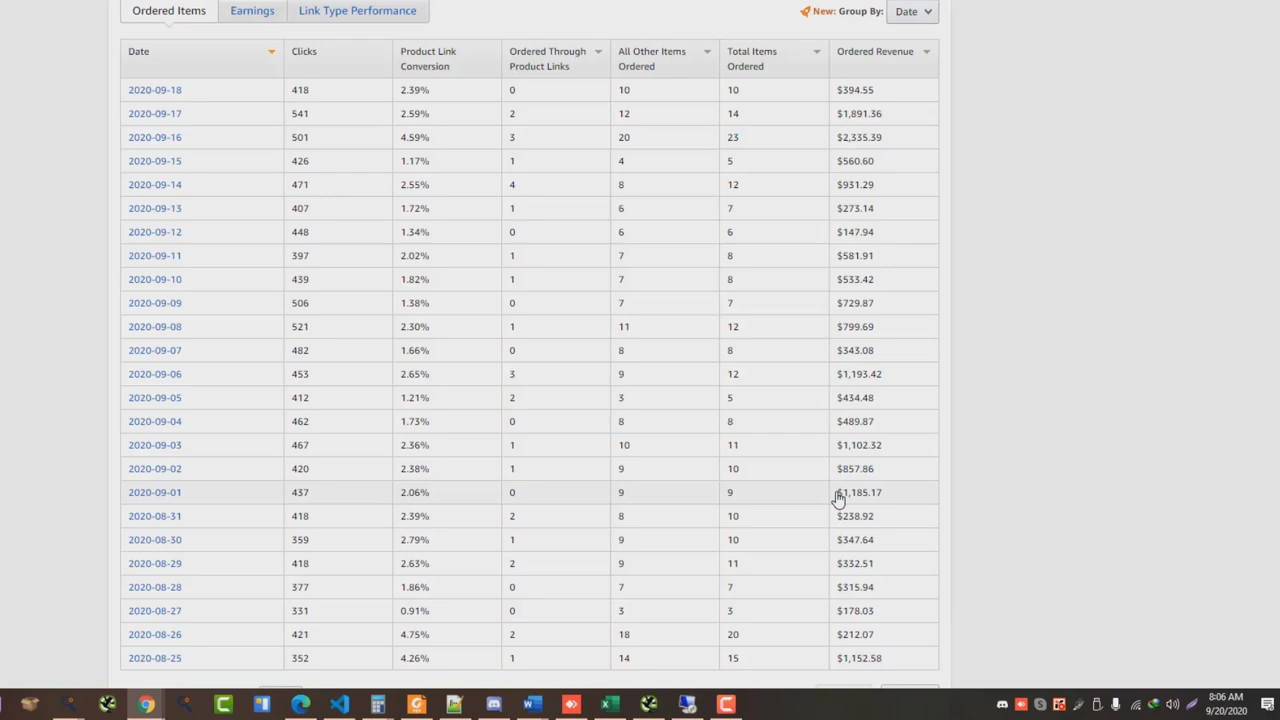 Ordered Items Earnings Link Type Performance New: Group By: Date
Date Clicks Product Link Conversion Ordered Through Product Links All Other Items Ordered Total Items Ordered Ordered Revenue
2020-09-18 418 2.39% 0 10 10 $394.55
2020-09-17 541 2.59% 2 12 14 $1,891.36
2020-09-16 501 4.59% 3 20 23 $2,335.39
2020-09-15 426 1.17% 1 4 5 $560.60
2020-09-14 471 2.55% 4 8 12 $931.29
2020-09-13 407 1.72% 1 6 7 $273.14
2020-09-12 448 1.34% 0 6 6 $147.94
2020-09-11 397 2.02% 1 7 8 $581.91
2020-09-10 439 1.82% 1 7 8 $533.42
2020-09-09 506 1.38% 0 7 7 $729.87
2020-09-08 521 2.30% 1 11 12 $799.69
2020-09-07 482 1.66% 0 8 8 $343.08
2020-09-06 453 2.65% 3 9 12 $1,193.42
2020-09-05 412 1.21% 2 3 5 $434.48
2020-09-04 462 1.73% 0 8 8 $489.87
2020-09-03 467 2.36% 1 10 11 $1,102.32
2020-09-02 420 2.38% 1 9 10 $857.86
2020-09-01 437 2.06% 0 9 9 $1,185.17
2020-08-31 418 2.39% 2 8 10 $238.92
2020-08-30 359 2.79% 1 9 10 $347.64
2020-08-29 418 2.63% 2 9 11 $332.51
2020-08-28 377 1.86% 0 7 7 $315.94
2020-08-27 331 0.91% 0 3 3 $178.03
2020-08-26 421 4.75% 2 18 20 $212.07
2020-08-25 352 4.26% 1 14 15 $1,152.58
8:06 AM
9/20/2020